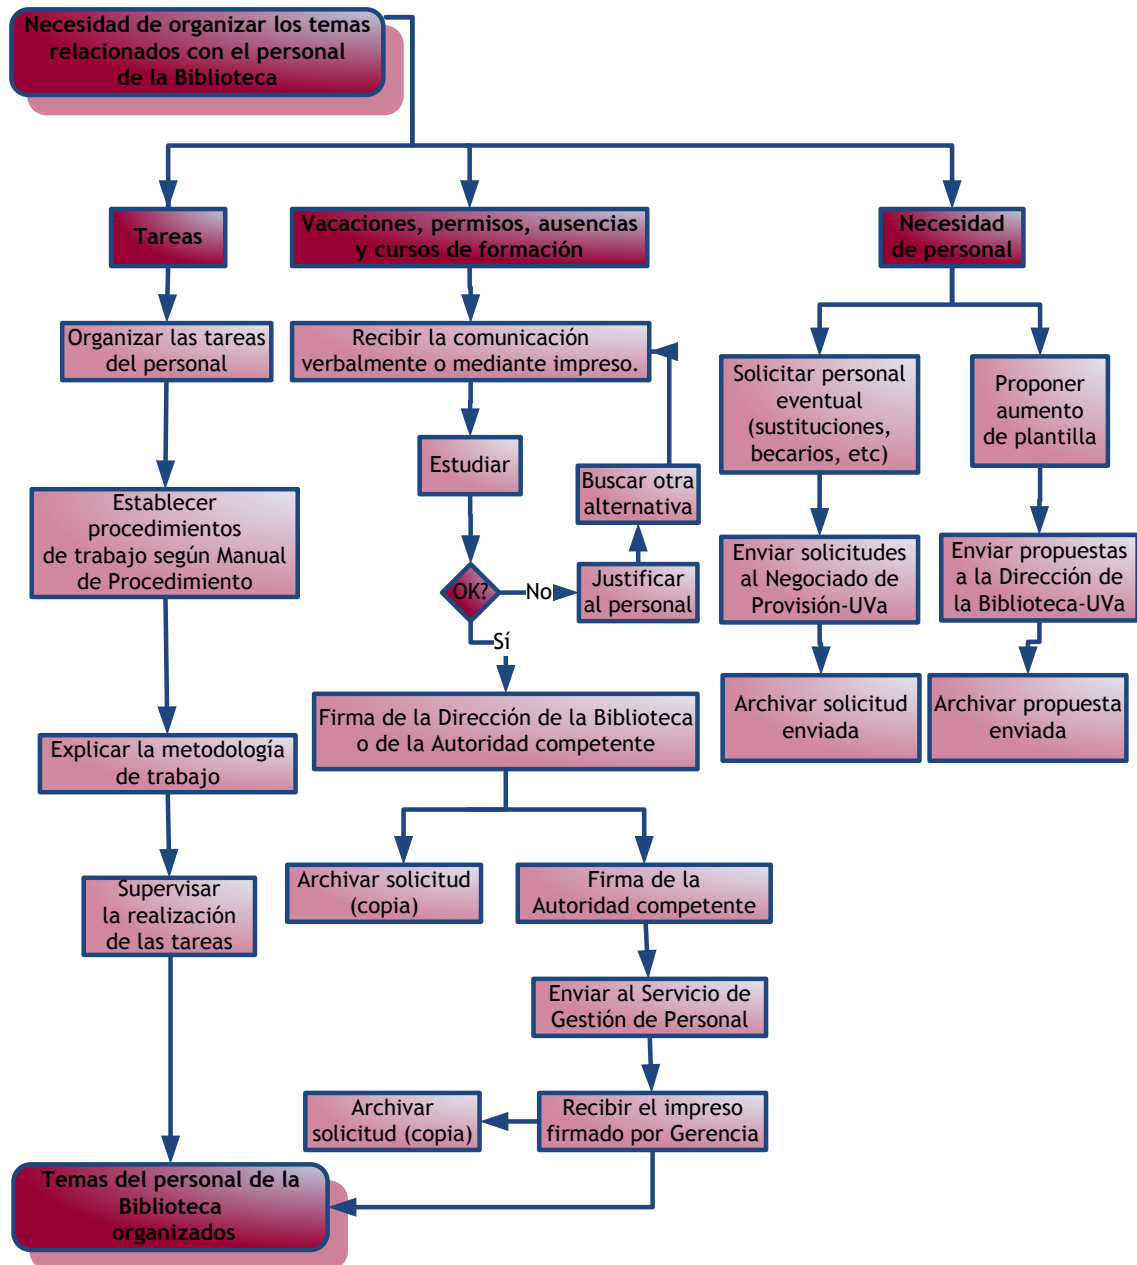 Necesidad de organizar los temas
relacionados con el personal
de la Biblioteca
Tareas
Vacaciones, permisos, ausencias
y cursos de formación
Necesidad
de personal
Organizar las tareas
del personal
Recibir la comunicación
verbalmente o mediante impreso.
Solicitar personal
eventual
(sustituciones,
becarios, etc)
Proponer
aumento
de plantilla
Estudiar
Buscar otra
alternativa
Establecer
procedimientos
de trabajo según Manual
de Procedimiento
Enviar solicitudes
al Negociado de
Provisión-UVa
Enviar propuestas
a la Dirección de
la Biblioteca-UVa
OK?
No
Justificar
al personal
Sí
Firma de la Dirección de la Biblioteca
o de la Autoridad competente
Archivar solicitud
enviada
Archivar propuesta
enviada
Explicar la metodología
de trabajo
Archivar solicitud
(copia)
Firma de la
Autoridad competente
Supervisar
la realización
de las tareas
Enviar al Servicio de
Gestión de Personal
Archivar
solicitud (copia)
Recibir el impreso
firmado por Gerencia
Temas del personal de la
Biblioteca
organizados